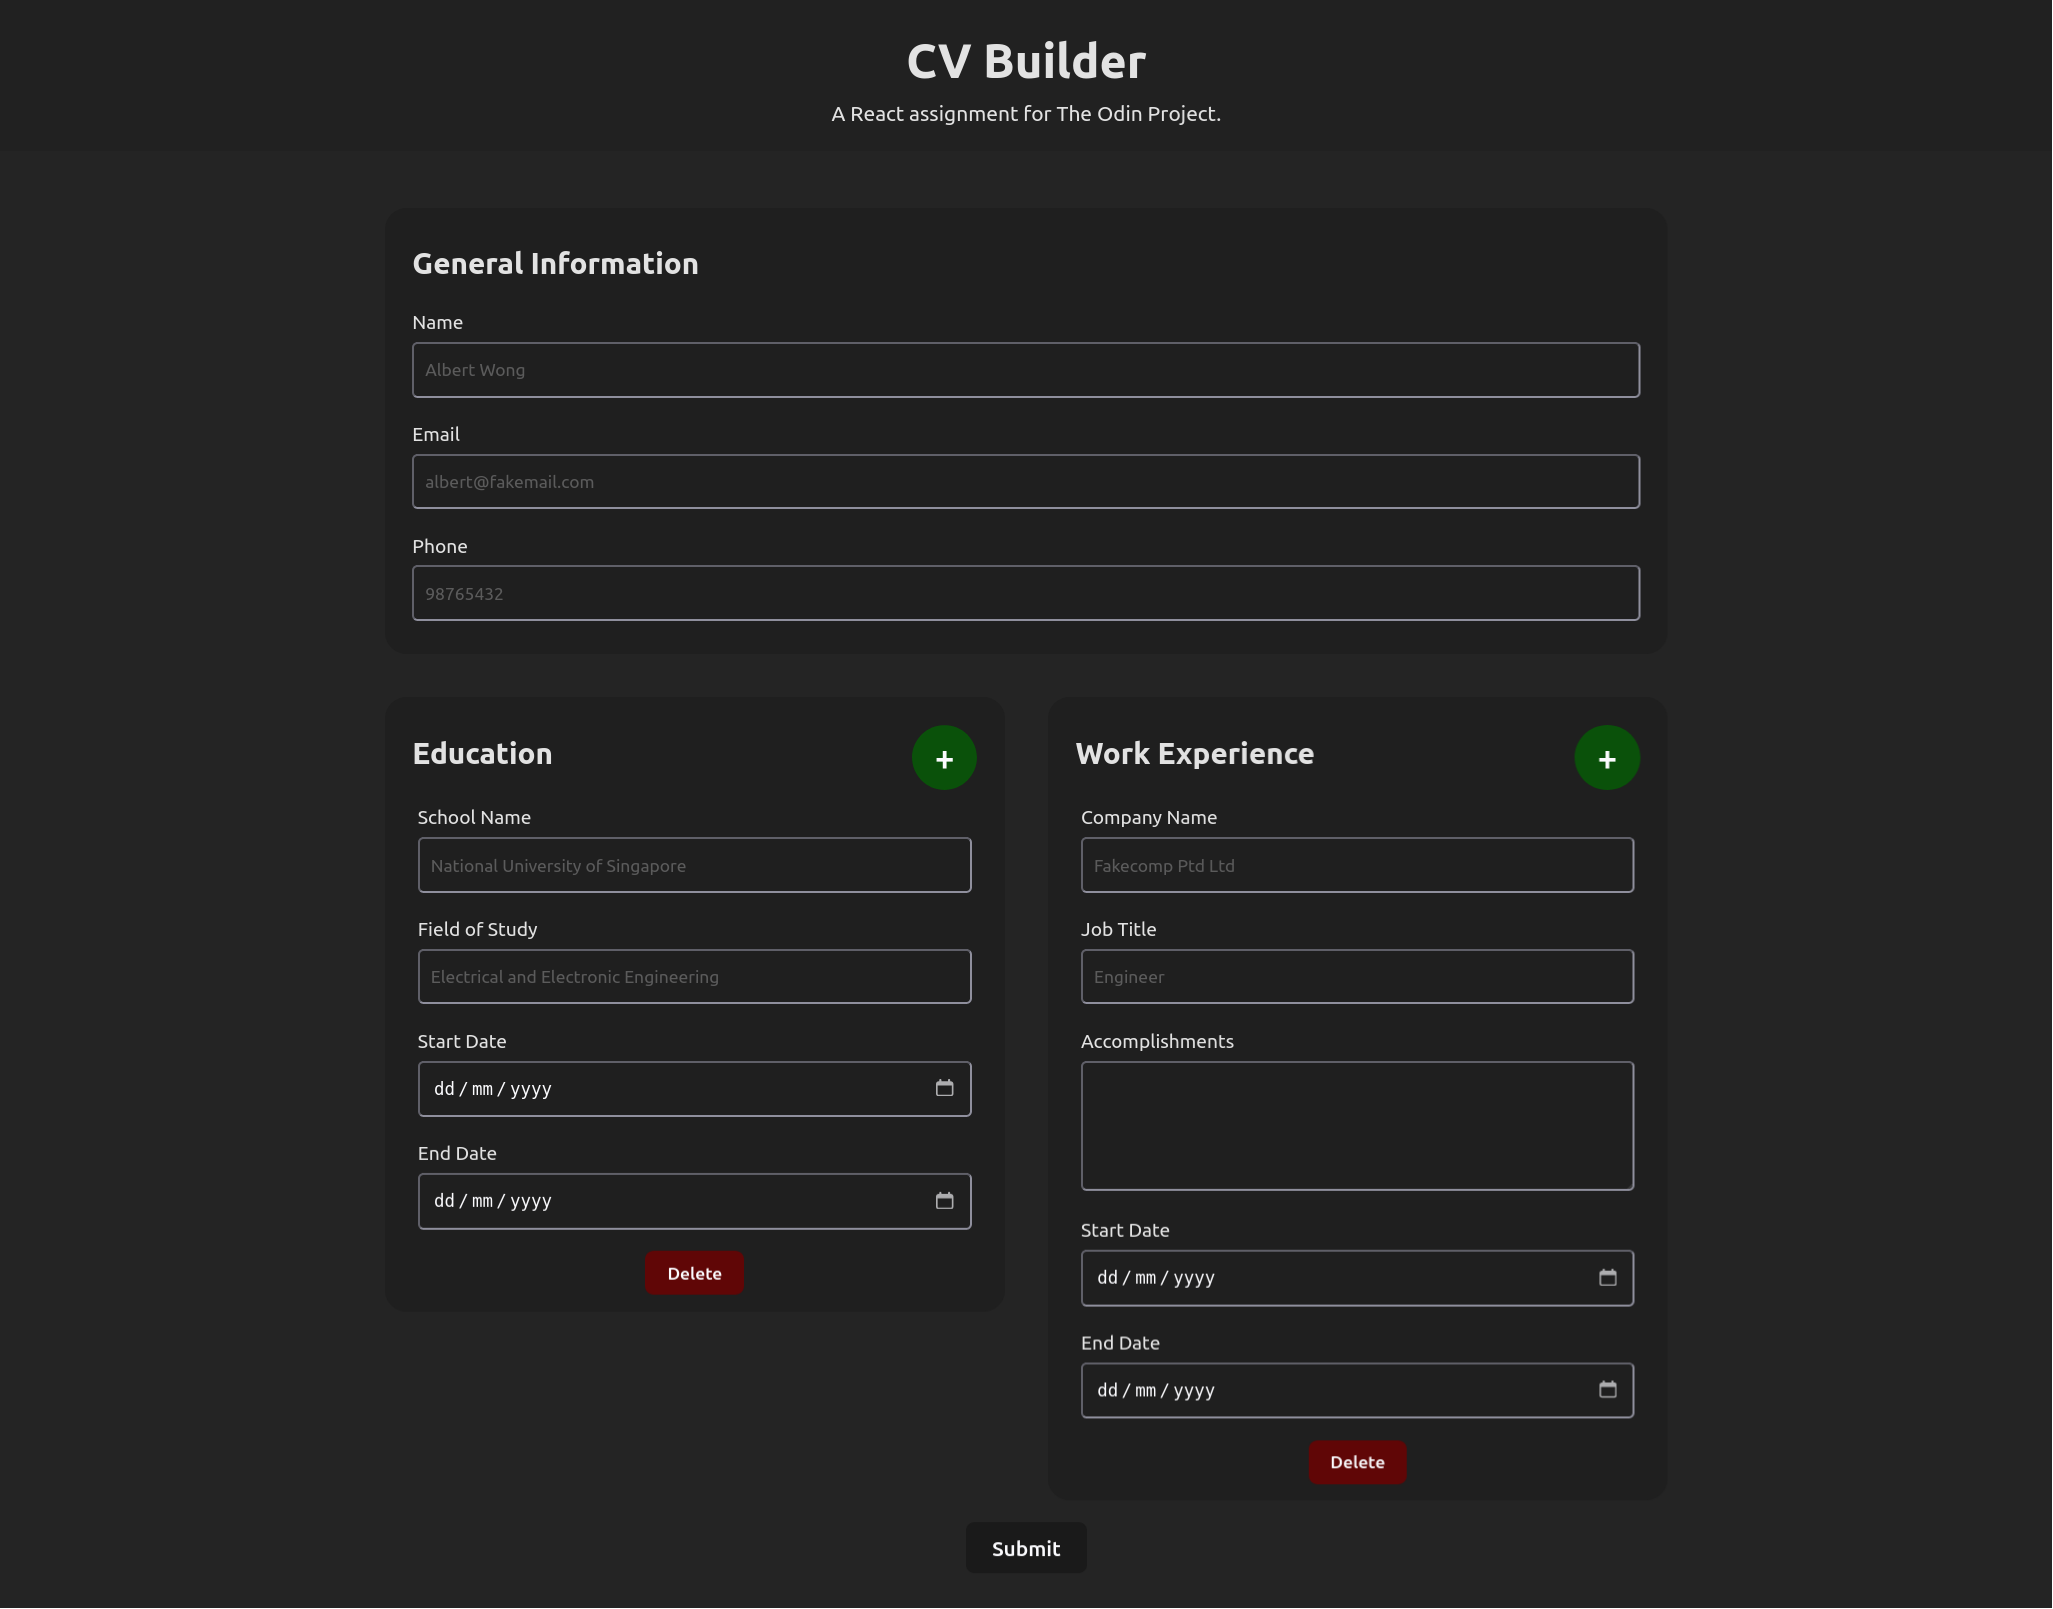 CV Builder
A React assignment for The Odin Project.
General Information
Name
Albert Wong
Email
albert@fakemail.com
Phone
98765432
Education
+
School Name
National University of Singapore
Field of Study
Electrical and Electronic Engineering
Start Date
dd/mm/yyyy
End Date
dd/mm/yyyy
Delete
Work Experience
+
Company Name
Fakecomp Ptd Ltd
Job Title
Engineer
Accomplishments
Start Date
dd/mm/yyyy
End Date
dd/mm/yyyy
Delete
Submit